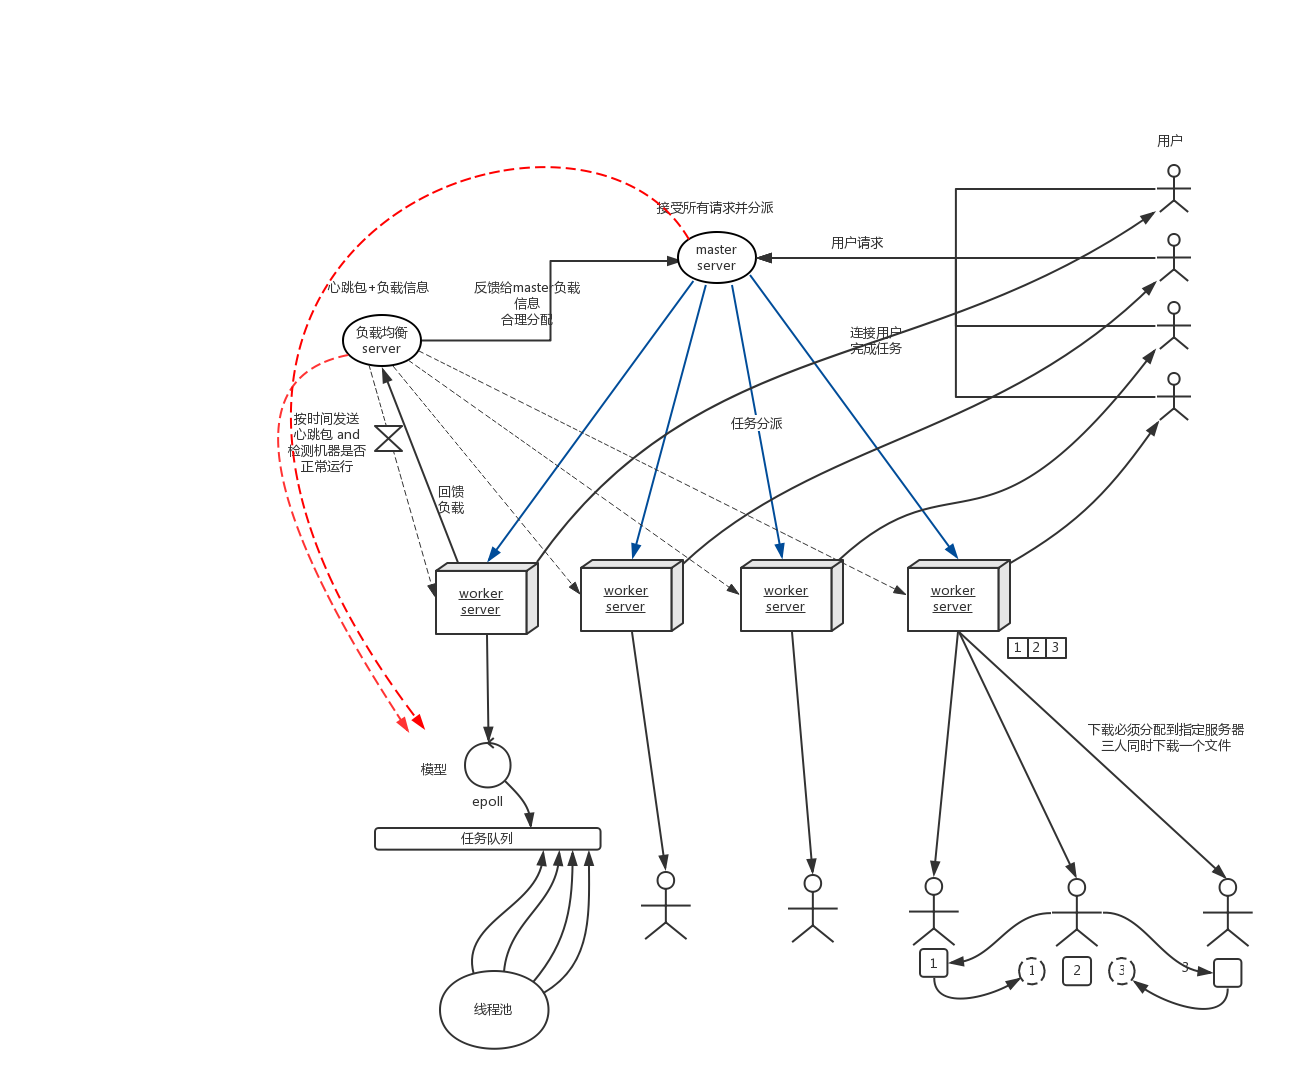 用户
接受所有请求并分派
master
server
用户请求
心跳包+负载信息
反馈给master负载
信息
合理分配
负载均衡
server
连接用户
完成任务
按时间发送
心跳包 and
检测机器是否
正常运行
任务分派
回馈
负载
worker
server
worker
server
worker
server
worker
server
1 2 3
下载必须分配到指定服务器
三人同时下载一个文件
模型
epoll
任务队列
线程池
1
1
2
3
3